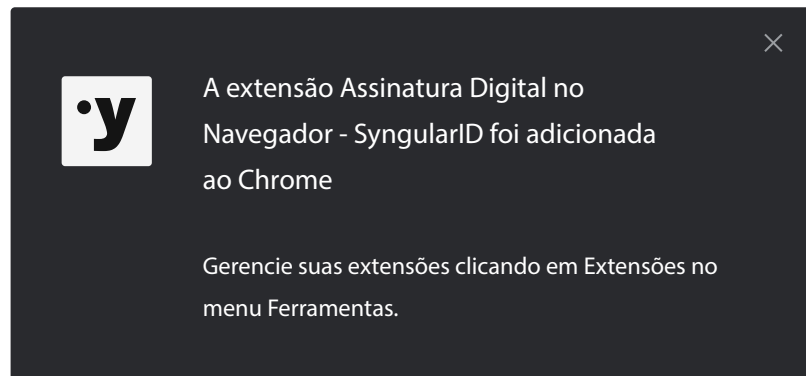 ·y
A extensão Assinatura Digital no
Navegador - SyngularID foi adicionada
ao Chrome
Gerencie suas extensões clicando em Extensões no
menu Ferramentas.